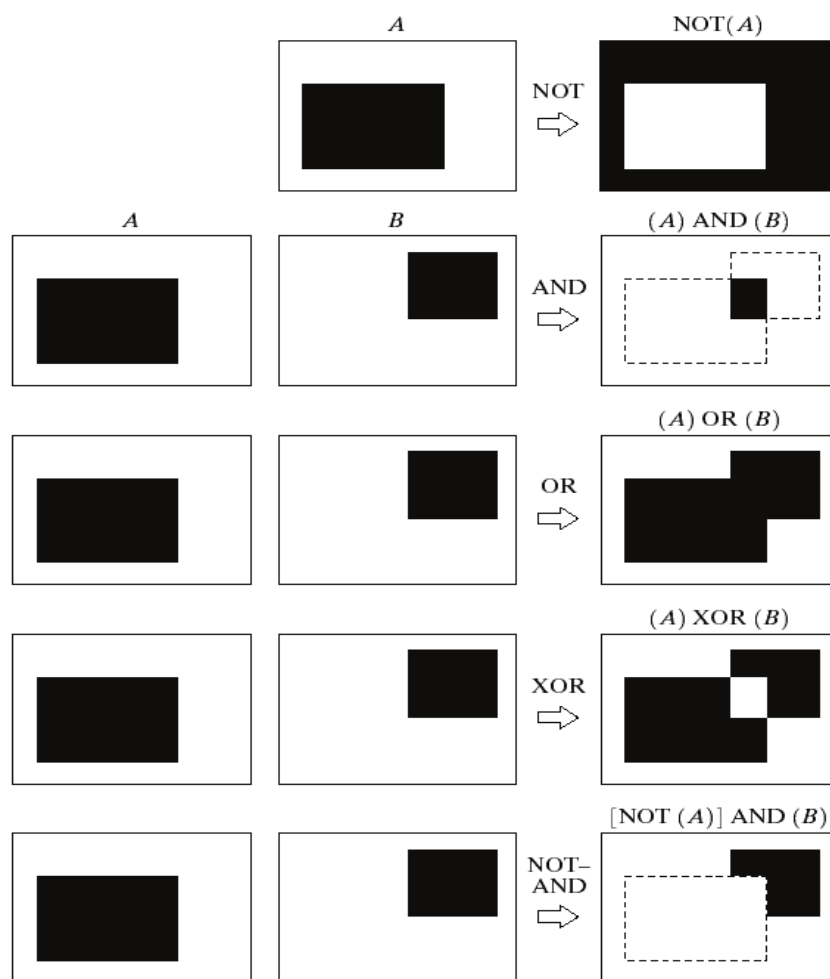 A
NOT(A)
NOT
A
B
(A) AND (B)
AND
(A) OR (B)
OR
(A) XOR (B)
XOR
[NOT (A)] AND (B)
NOT–
AND